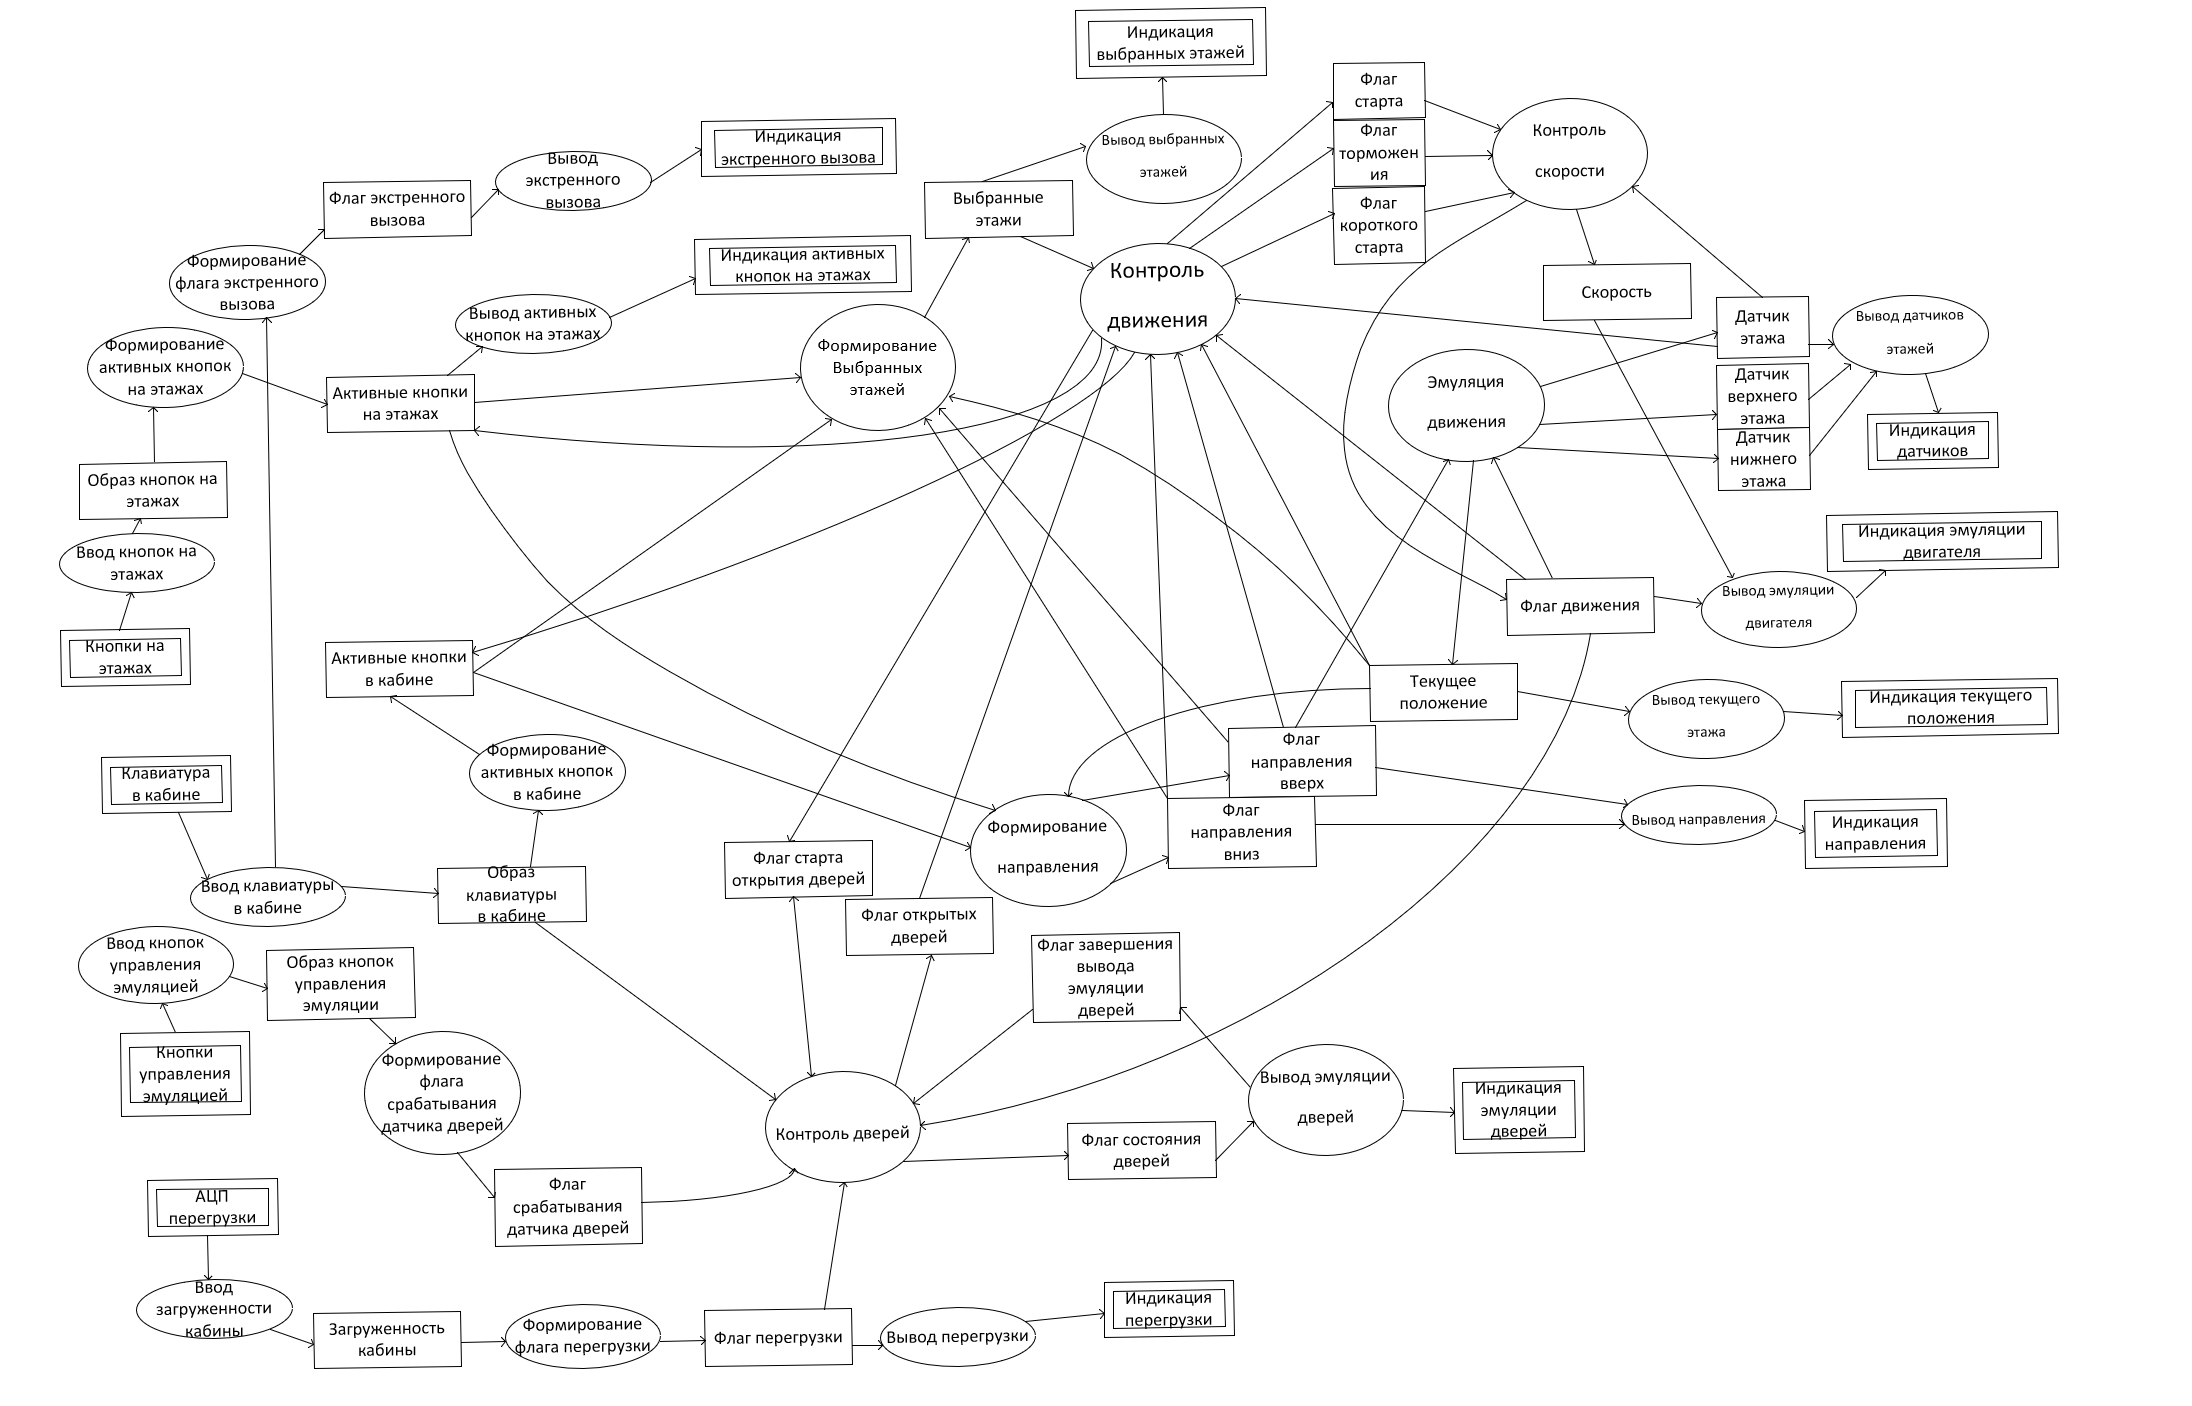 Индикация
выбранных этажей
Флаг
старта
Флаг
торможен
ия
Флаг
короткого
старта
Контроль
скорости
Индикация
экстренного вызова
Вывод
экстренного
вызова
Вывод выбранных
этажей
Флаг экстренного
вызова
Выбранные
этажи
Формирование
флага экстренного
вызова
Индикация активных
кнопок на этажах
Контроль
движения
Скорость
Вывод активных
кнопок на этажах
Датчик
этажа
Вывод датчиков
этажей
Формирование
активных кнопок
на этажах
Формирование
Выбранных
этажей
Эмуляция
движения
Датчик
верхнего
этажа
Датчик
нижнего
этажа
Активные кнопки
на этажах
Индикация
датчиков
Образ кнопок на
этажах
Ввод кнопок на
этажах
Индикация эмуляции
двигателя
Флаг движения
Вывод эмуляции
двигателя
Кнопки на
этажах
Активные кнопки
в кабине
Текущее
положение
Вывод текущего
этажа
Индикация текущего
положения
Флаг
направления
вверх
Формирование
активных кнопок
в кабине
Клавиатура
в кабине
Флаг
направления
вниз
Вывод направления
Индикация
направления
Формирование
направления
Флаг старта
открытия дверей
Ввод клавиатуры
в кабине
Образ
клавиатуры
в кабине
Флаг открытых
дверей
Ввод кнопок
управления
эмуляцией
Образ кнопок
управления
эмуляции
Флаг завершения
вывода
эмуляции
дверей
Кнопки
управления
эмуляцией
Формирование
флага
срабатывания
датчика дверей
Контроль дверей
Вывод эмуляции
дверей
Индикация
эмуляции
дверей
Флаг состояния
дверей
АЦП
перегрузки
Флаг
срабатывания
датчика дверей
Ввод
загруженности
кабины
Загруженность
кабины
Формирование
флага перегрузки
Флаг перегрузки
Вывод перегрузки
Индикация
перегрузки